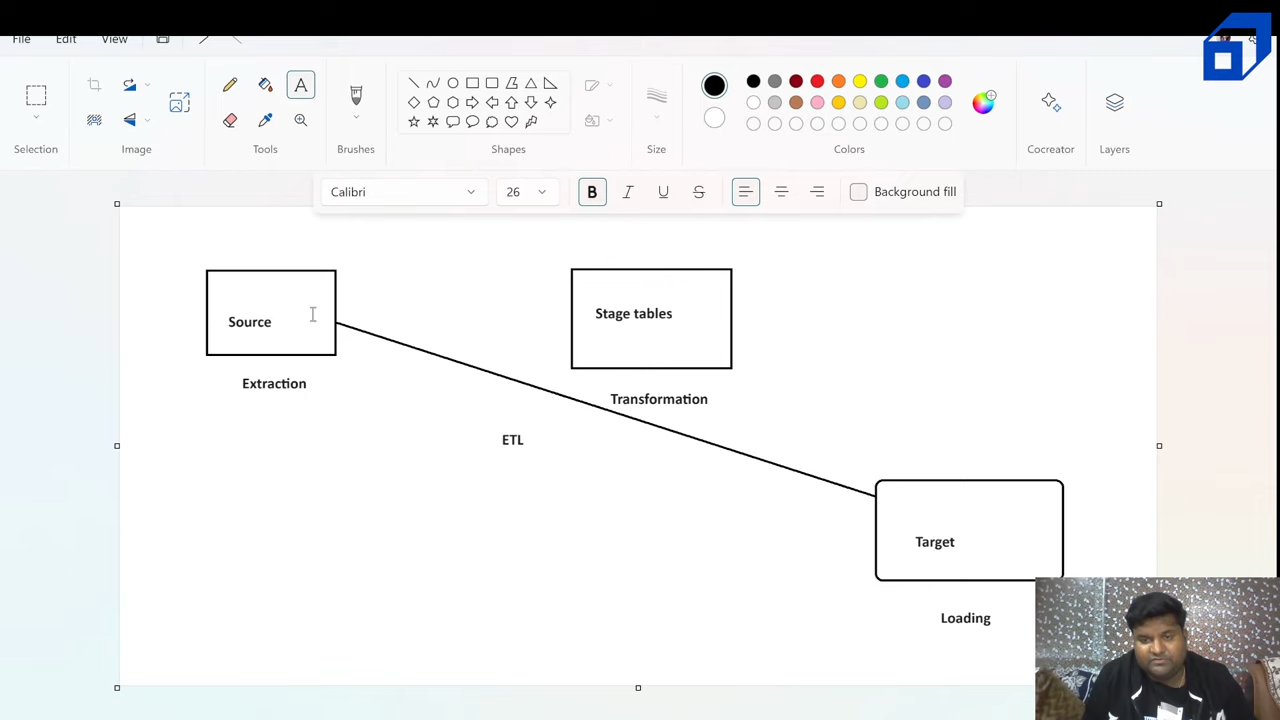 File Edit View
Selection Image Tools Brushes Shapes Size Colors Cocreator Layers
Calibri 26 B I U S Background fill
Source
Stage tables
Extraction
Transformation
ETL
Target
Loading